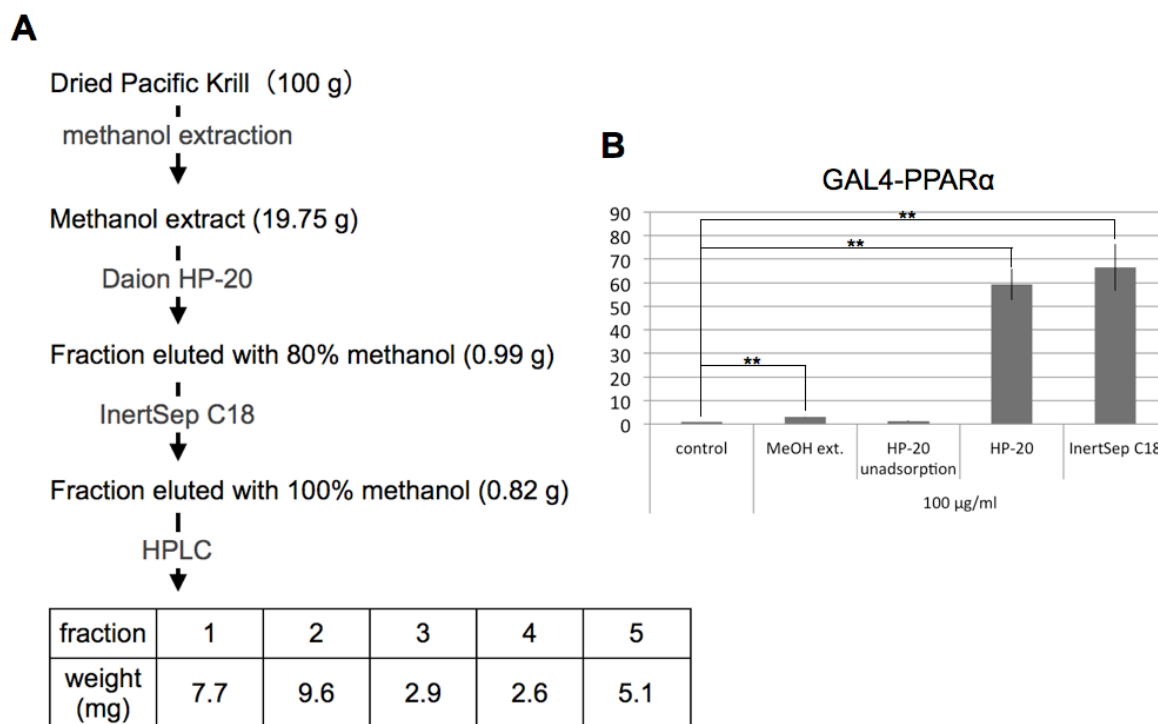 A
Dried Pacific Krill (100 g)
methanol extraction
Methanol extract (19.75 g)
Daion HP-20
Fraction eluted with 80% methanol (0.99 g)
InertSep C18
Fraction eluted with 100% methanol (0.82 g)
HPLC
fraction 1 2 3 4 5
weight (mg) 7.7 9.6 2.9 2.6 5.1
B
GAL4-PPARα
90
80
70
60
50
40
30
20
10
0
**
**
**
control MeOH ext. HP-20 unadsorption HP-20 InertSep C18
100 µg/ml